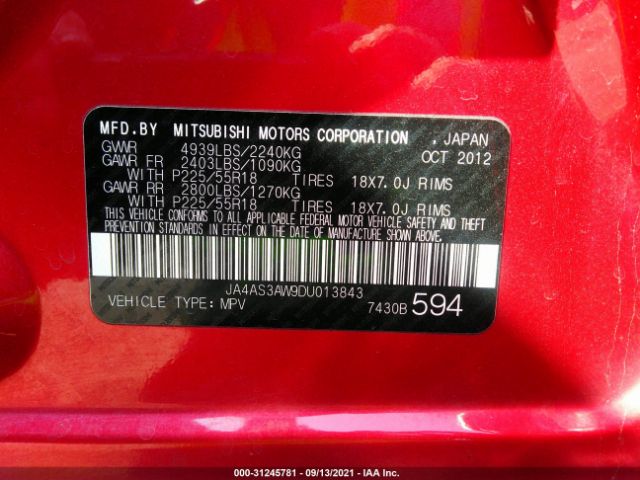 MFD.BY MITSUBISHI MOTORS CORPORATION . JAPAN
GVWR 4939LBS/2240KG OCT 2012
GAWR FR 2403LBS/1090KG
WITH P225/55R18 TIRES 18X7.0J RIMS
GAWR RR 2800LBS/1270KG
WITH P225/55R18 TIRES 18X7.0J RIMS
THIS VEHICLE CONFORMS TO ALL APPLICABLE FEDERAL MOTOR VEHICLE SAFETY AND THEFT
PREVENTION STANDARDS IN EFFECT ON THE DATE OF MANUFACTURE SHOWN ABOVE.
JA4AS3AW9DU013843
VEHICLE TYPE: MPV 7430B 594
000-31245781 - 09/13/2021 - IAA Inc.